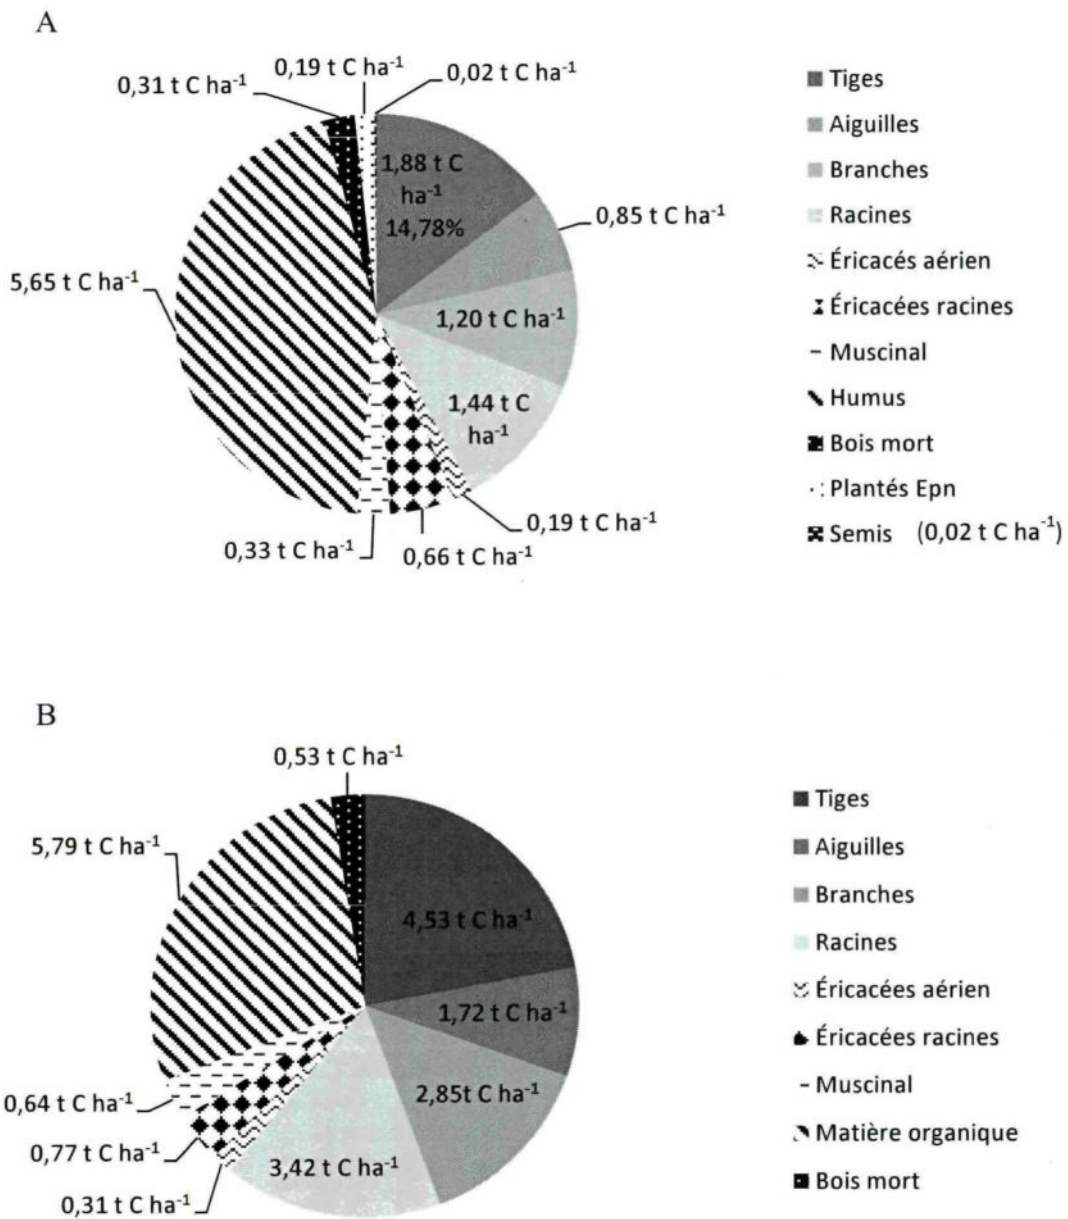 A
0,31 t C ha⁻¹
0,19 t C ha⁻¹
0,02 t C ha⁻¹
1,88 t C
ha⁻¹
14,78%
0,85 t C ha⁻¹
5,65 t C ha⁻¹
1,20 t C ha⁻¹
1,44 t C
ha⁻¹
0,19 t C ha⁻¹
0,33 t C ha⁻¹
0,66 t C ha⁻¹
Tiges
Aiguilles
Branches
Racines
Éricacés aérien
Éricacées racines
Muscinal
Humus
Bois mort
Plantés Epn
Semis (0,02 t C ha⁻¹)
B
0,53 t C ha⁻¹
5,79 t C ha⁻¹
4,53 t C ha⁻¹
1,72 t C ha⁻¹
2,85t C ha⁻¹
0,64 t C ha⁻¹
0,77 t C ha⁻¹
3,42 t C ha⁻¹
0,31 t C ha⁻¹
Tiges
Aiguilles
Branches
Racines
Éricacées aérien
Éricacées racines
Muscinal
Matière organique
Bois mort